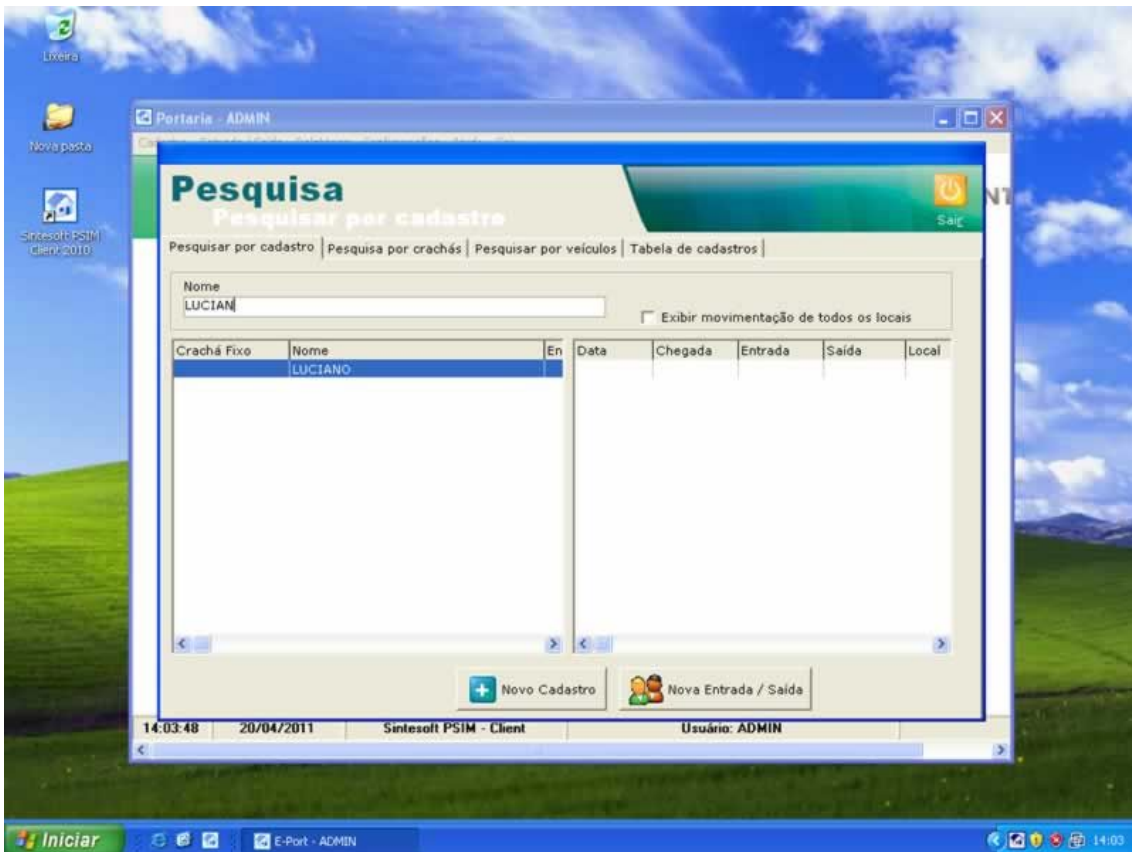 Lixeira
Nova pasta
Sintesoft PSIM
Client 2010
Portaria - ADMIN
Pesquisa
Pesquisar por cadastro
Sair
Pesquisar por cadastro Pesquisa por crachás Pesquisar por veículos Tabela de cadastros
Nome
LUCIAN
Exibir movimentação de todos os locais
Crachá Fixo Nome En Data Chegada Entrada Saída Local
LUCIANO
Novo Cadastro Nova Entrada / Saída
14:03:48 20/04/2011 Sintesoft PSIM - Client Usuário: ADMIN
Iniciar E-Port - ADMIN 14:03